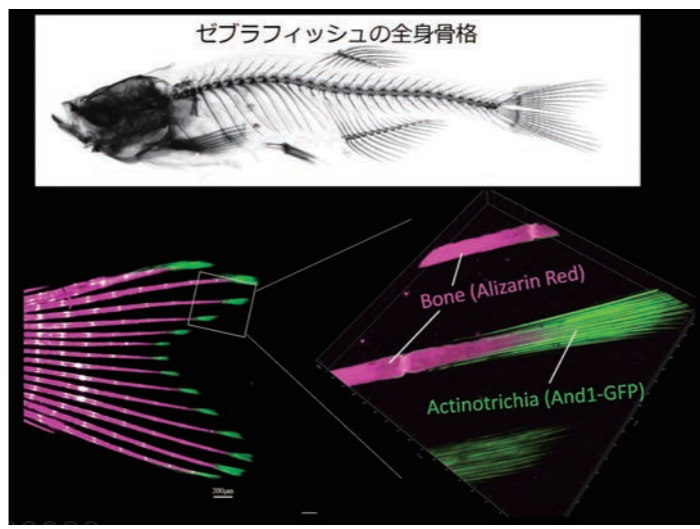 ゼブラフィッシュの全身骨格
Bone (Alizarin Red)
Actinotrichia (And1-GFP)
200μm